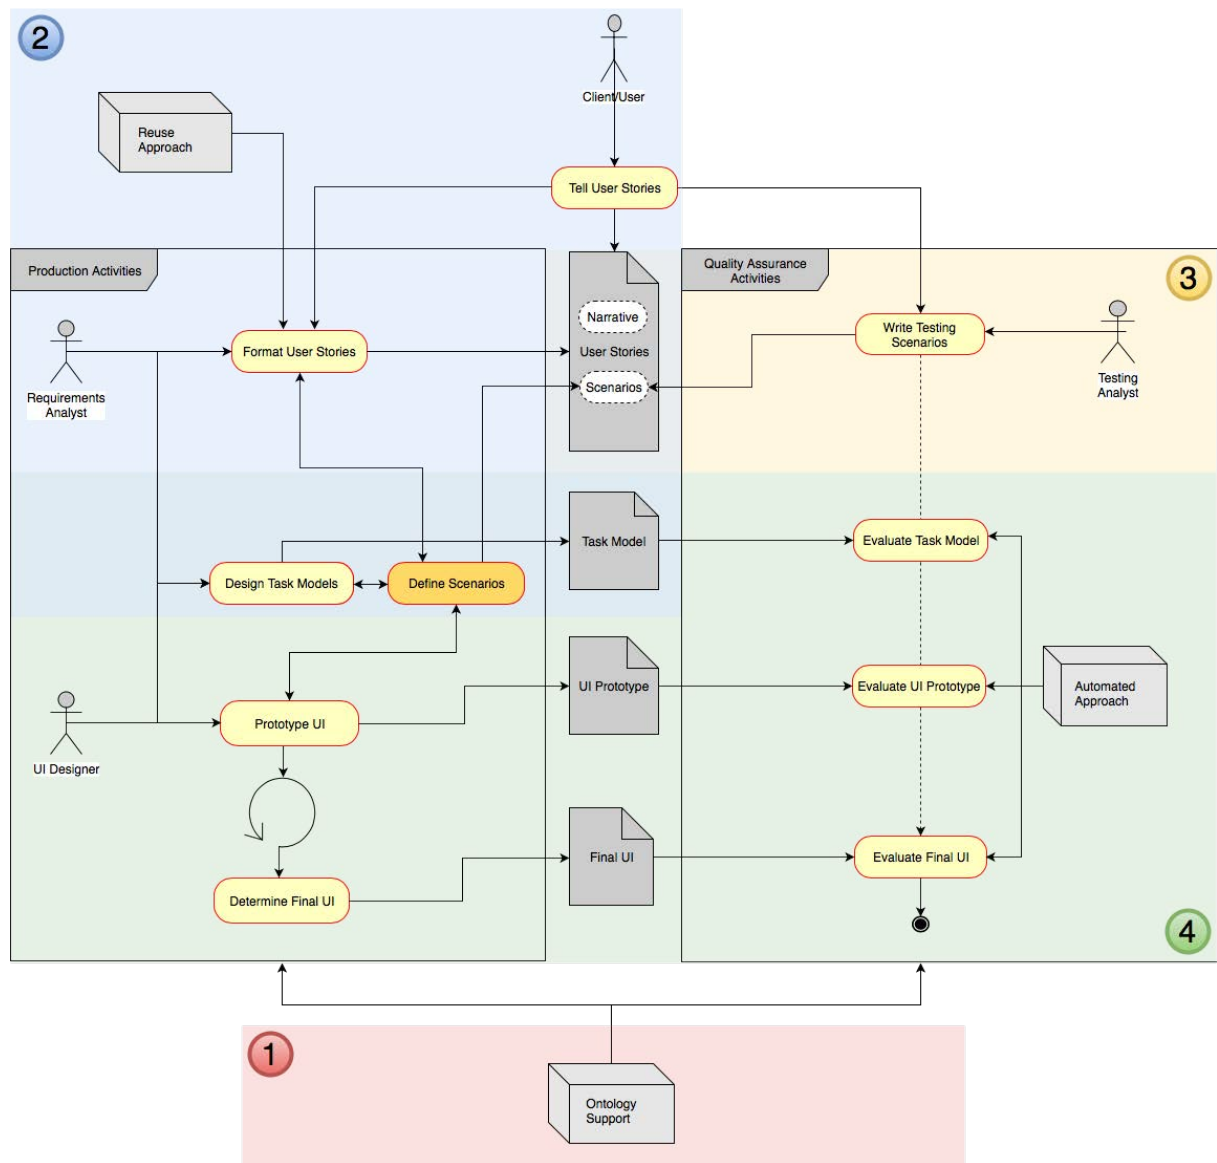 2
Client/User
Reuse
Approach
Tell User Stories
Production Activities
Quality Assurance
Activities
3
Narrative
Write Testing
Scenarios
Format User Stories
User Stories
Requirements
Analyst
Scenarios
Testing
Analyst
Task Model
Evaluate Task Model
Design Task Models
Define Scenarios
UI Prototype
Evaluate UI Prototype
Automated
Approach
Prototype UI
UI Designer
Final UI
Evaluate Final UI
Determine Final UI
4
1
Ontology
Support